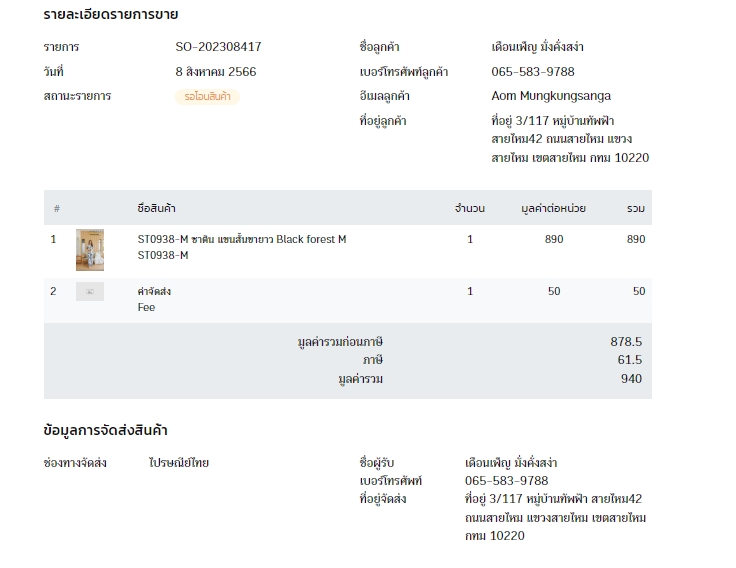 รายละเอียดรายการขาย
รายการ SO-202308417 ชื่อลูกค้า เดือนเพ็ญ มั่งคั่งสง่า
วันที่ 8 สิงหาคม 2566 เบอร์โทรศัพท์ลูกค้า 065-583-9788
สถานะรายการ รอโอนสินค้า อีเมลลูกค้า Aom Mungkungsanga
ที่อยู่ลูกค้า ที่อยู่ 3/117 หมู่บ้านทัพฟ้า
สายไหม42 ถนนสายไหม แขวง
สายไหม เขตสายไหม กทม 10220
# ชื่อสินค้า จำนวน มูลค่าต่อหน่วย รวม
1 ST0938-M ซาติน แขนสั้นขายาว Black forest M 1 890 890
ST0938-M
2 ค่าจัดส่ง 1 50 50
Fee
มูลค่ารวมก่อนภาษี 878.5
ภาษี 61.5
มูลค่ารวม 940
ข้อมูลการจัดส่งสินค้า
ช่องทางจัดส่ง ไปรษณีย์ไทย ชื่อผู้รับ เดือนเพ็ญ มั่งคั่งสง่า
เบอร์โทรศัพท์ 065-583-9788
ที่อยู่จัดส่ง ที่อยู่ 3/117 หมู่บ้านทัพฟ้า สายไหม42
ถนนสายไหม แขวงสายไหม เขตสายไหม
กทม 10220